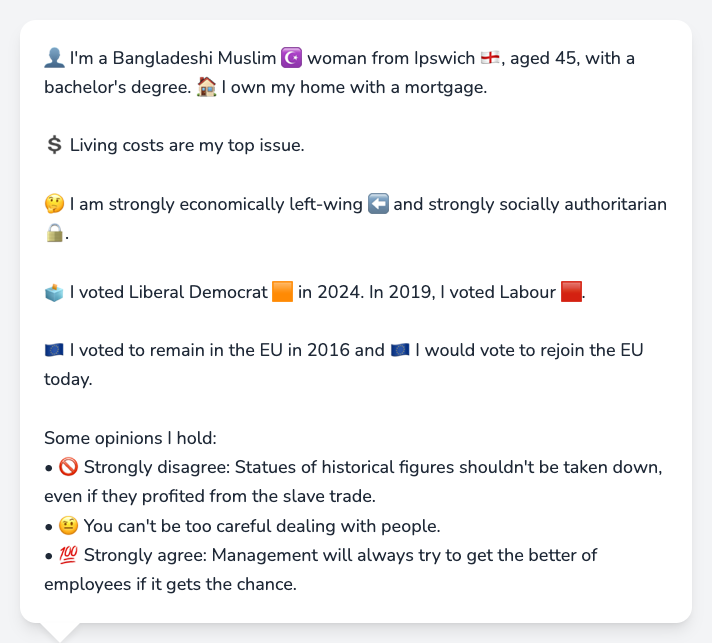 👤 I'm a Bangladeshi Muslim ☪️ woman from Ipswich 🏴󠁧󠁢󠁥󠁮󠁧󠁿, aged 45, with a
bachelor's degree. 🏠 I own my home with a mortgage.
💲 Living costs are my top issue.
🤔 I am strongly economically left-wing ⬅️ and strongly socially authoritarian
🔒.
🗳️ I voted Liberal Democrat 🟧 in 2024. In 2019, I voted Labour 🟥.
🇪🇺 I voted to remain in the EU in 2016 and 🇪🇺 I would vote to rejoin the EU
today.
Some opinions I hold:
• 🚫 Strongly disagree: Statues of historical figures shouldn't be taken down,
even if they profited from the slave trade.
• 🤨 You can't be too careful dealing with people.
• 💯 Strongly agree: Management will always try to get the better of
employees if it gets the chance.